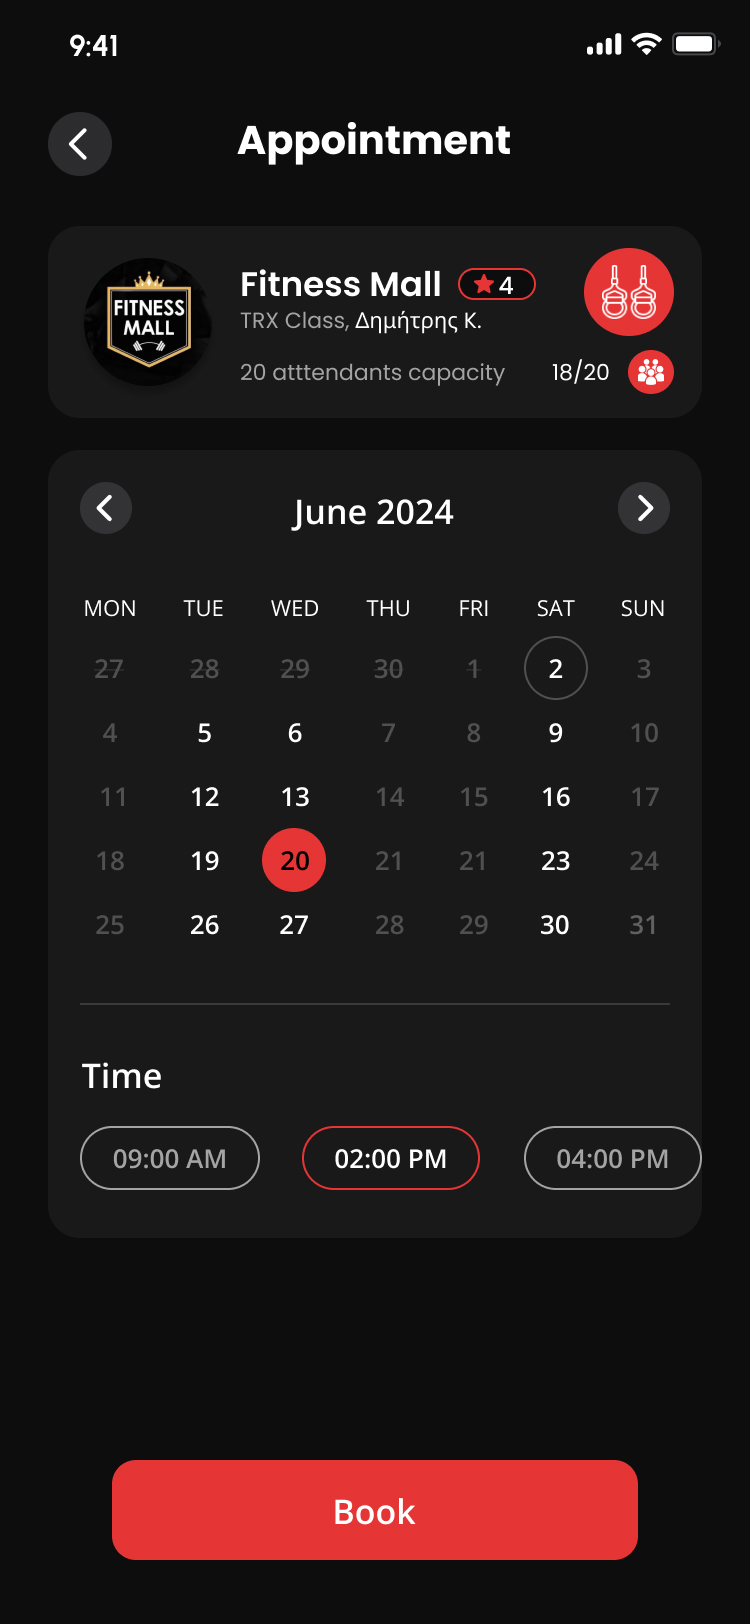 9:41
Appointment
FITNESS
MALL
Fitness Mall 4
TRX Class, Δημήτρης Κ.
20 atttendants capacity 18/20
June 2024
MON TUE WED THU FRI SAT SUN
27 28 29 30 1 2 3
4 5 6 7 8 9 10
11 12 13 14 15 16 17
18 19 20 21 21 23 24
25 26 27 28 29 30 31
Time
09:00 AM 02:00 PM 04:00 PM
Book